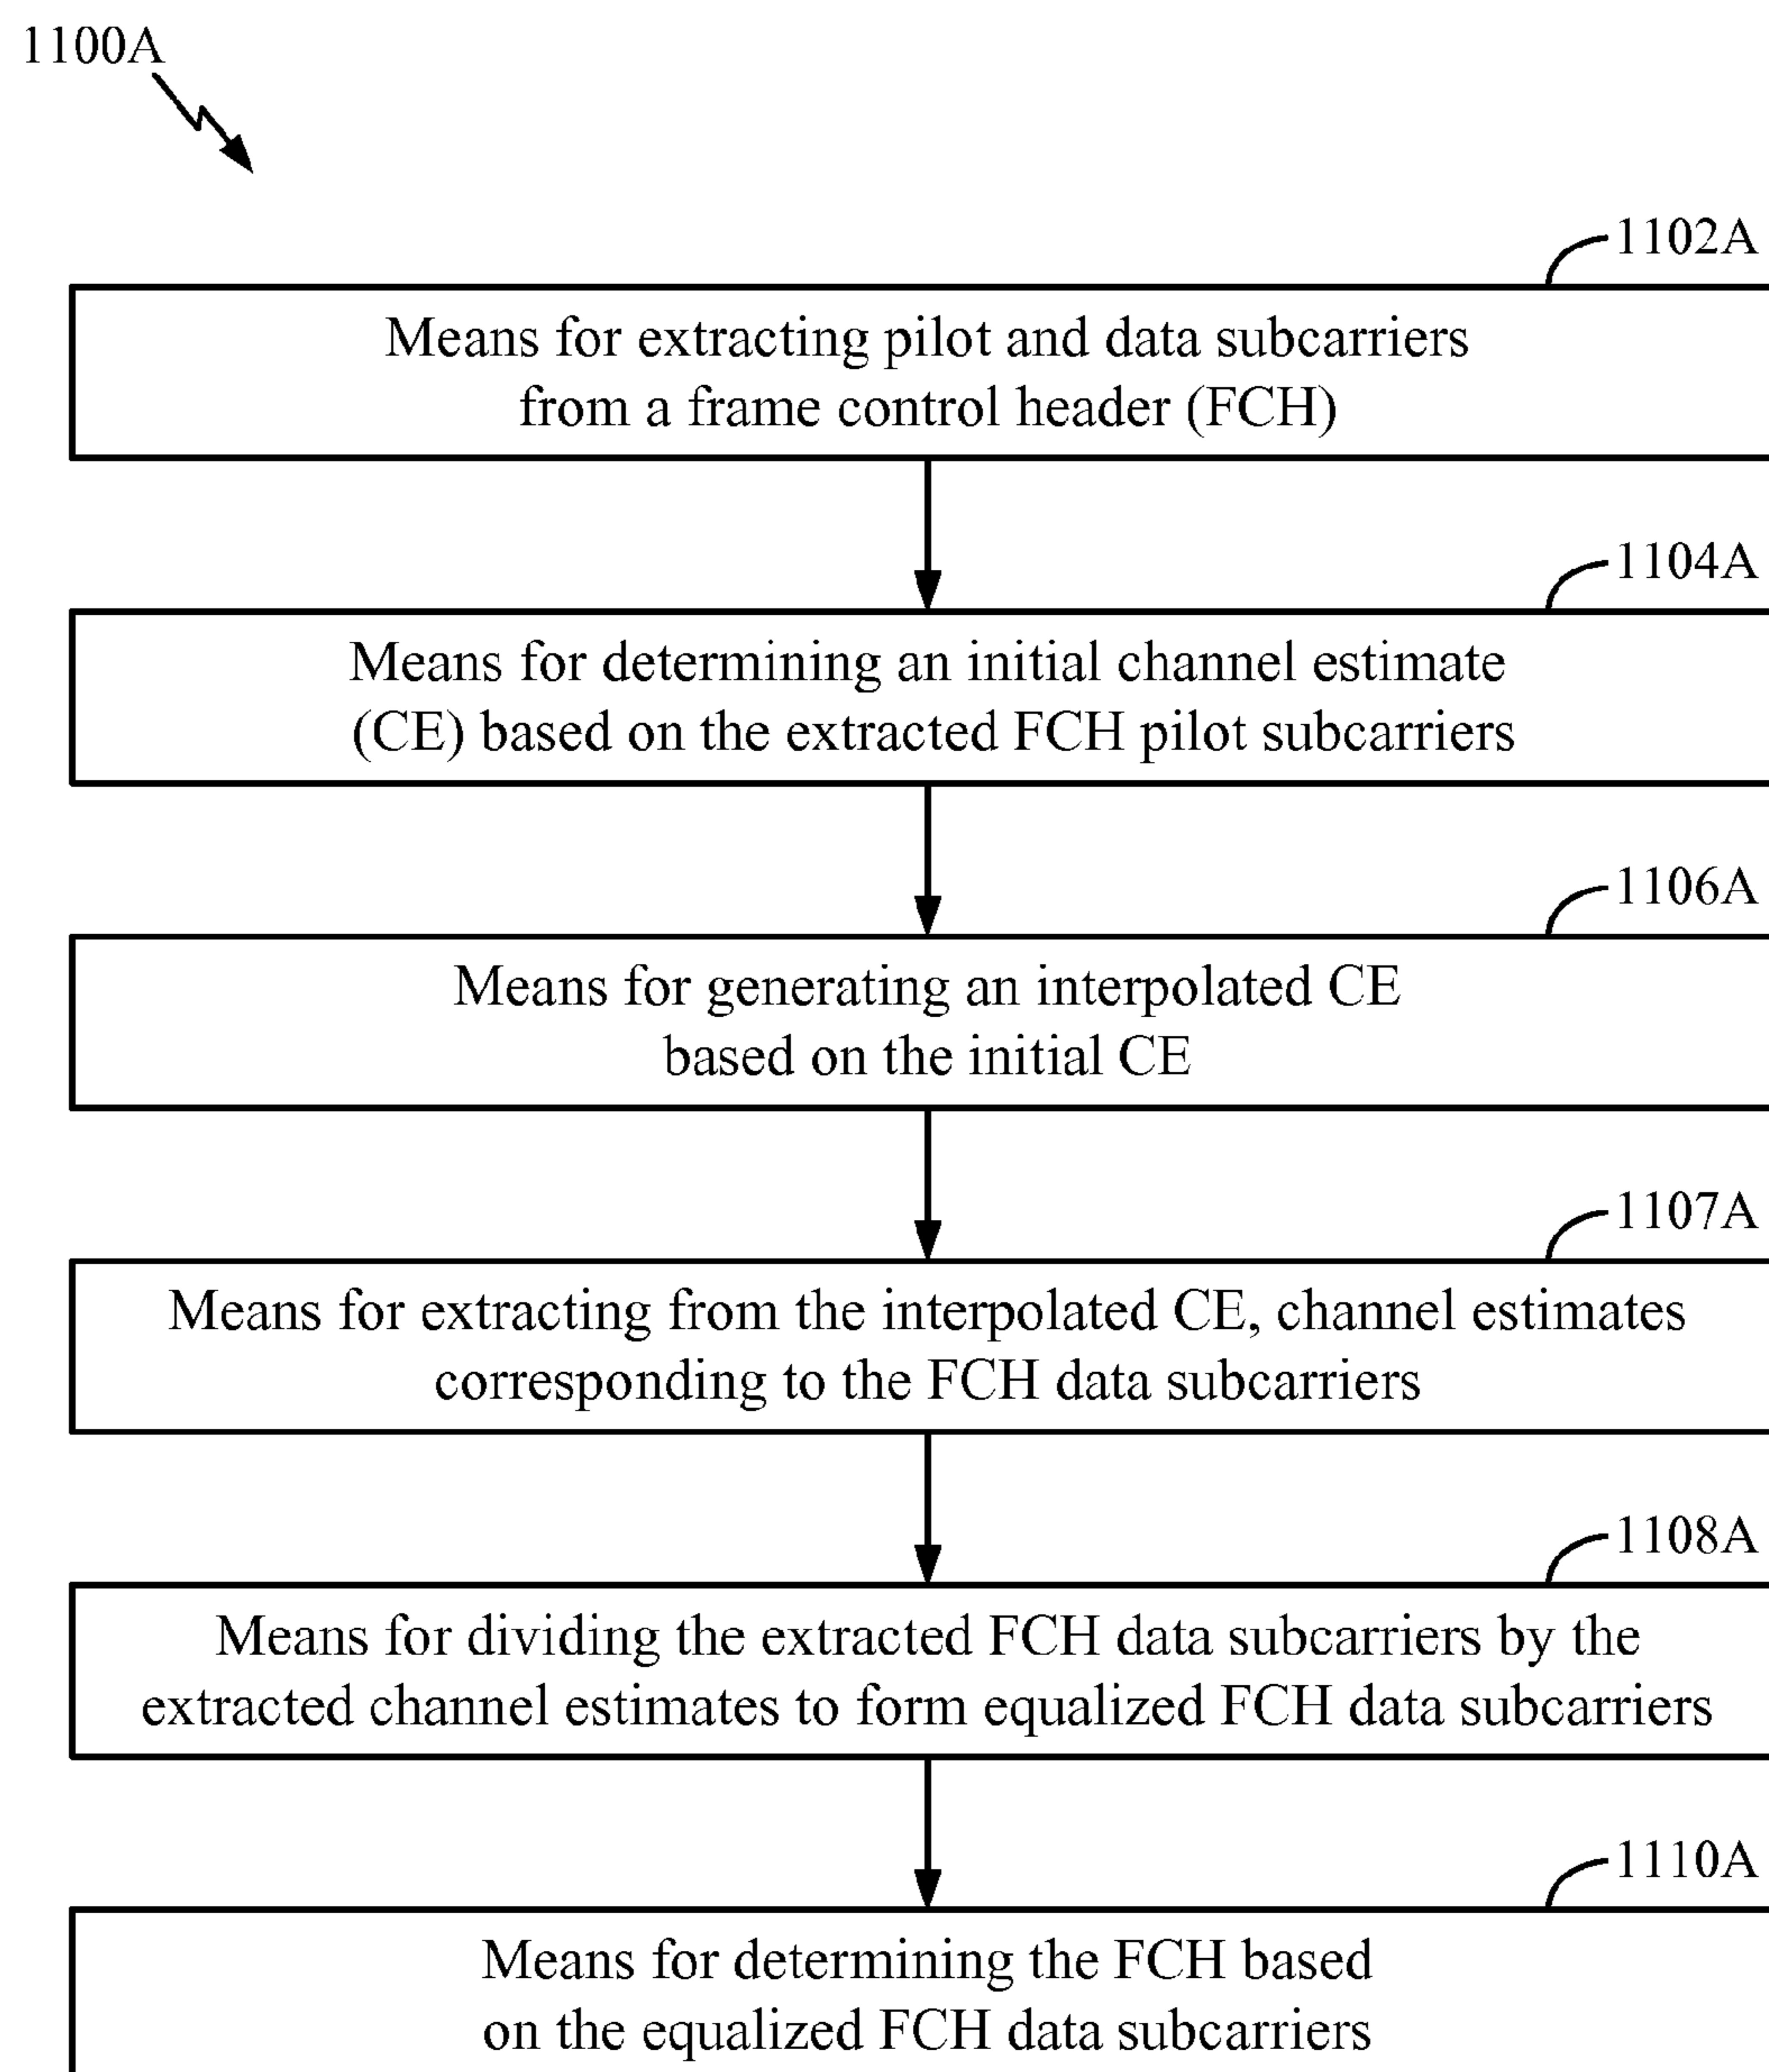 1100A
1102A
Means for extracting pilot and data subcarriers
from a frame control header (FCH)
1104A
Means for determining an initial channel estimate
(CE) based on the extracted FCH pilot subcarriers
1106A
Means for generating an interpolated CE
based on the initial CE
1107A
Means for extracting from the interpolated CE, channel estimates
corresponding to the FCH data subcarriers
1108A
Means for dividing the extracted FCH data subcarriers by the
extracted channel estimates to form equalized FCH data subcarriers
1110A
Means for determining the FCH based
on the equalized FCH data subcarriers